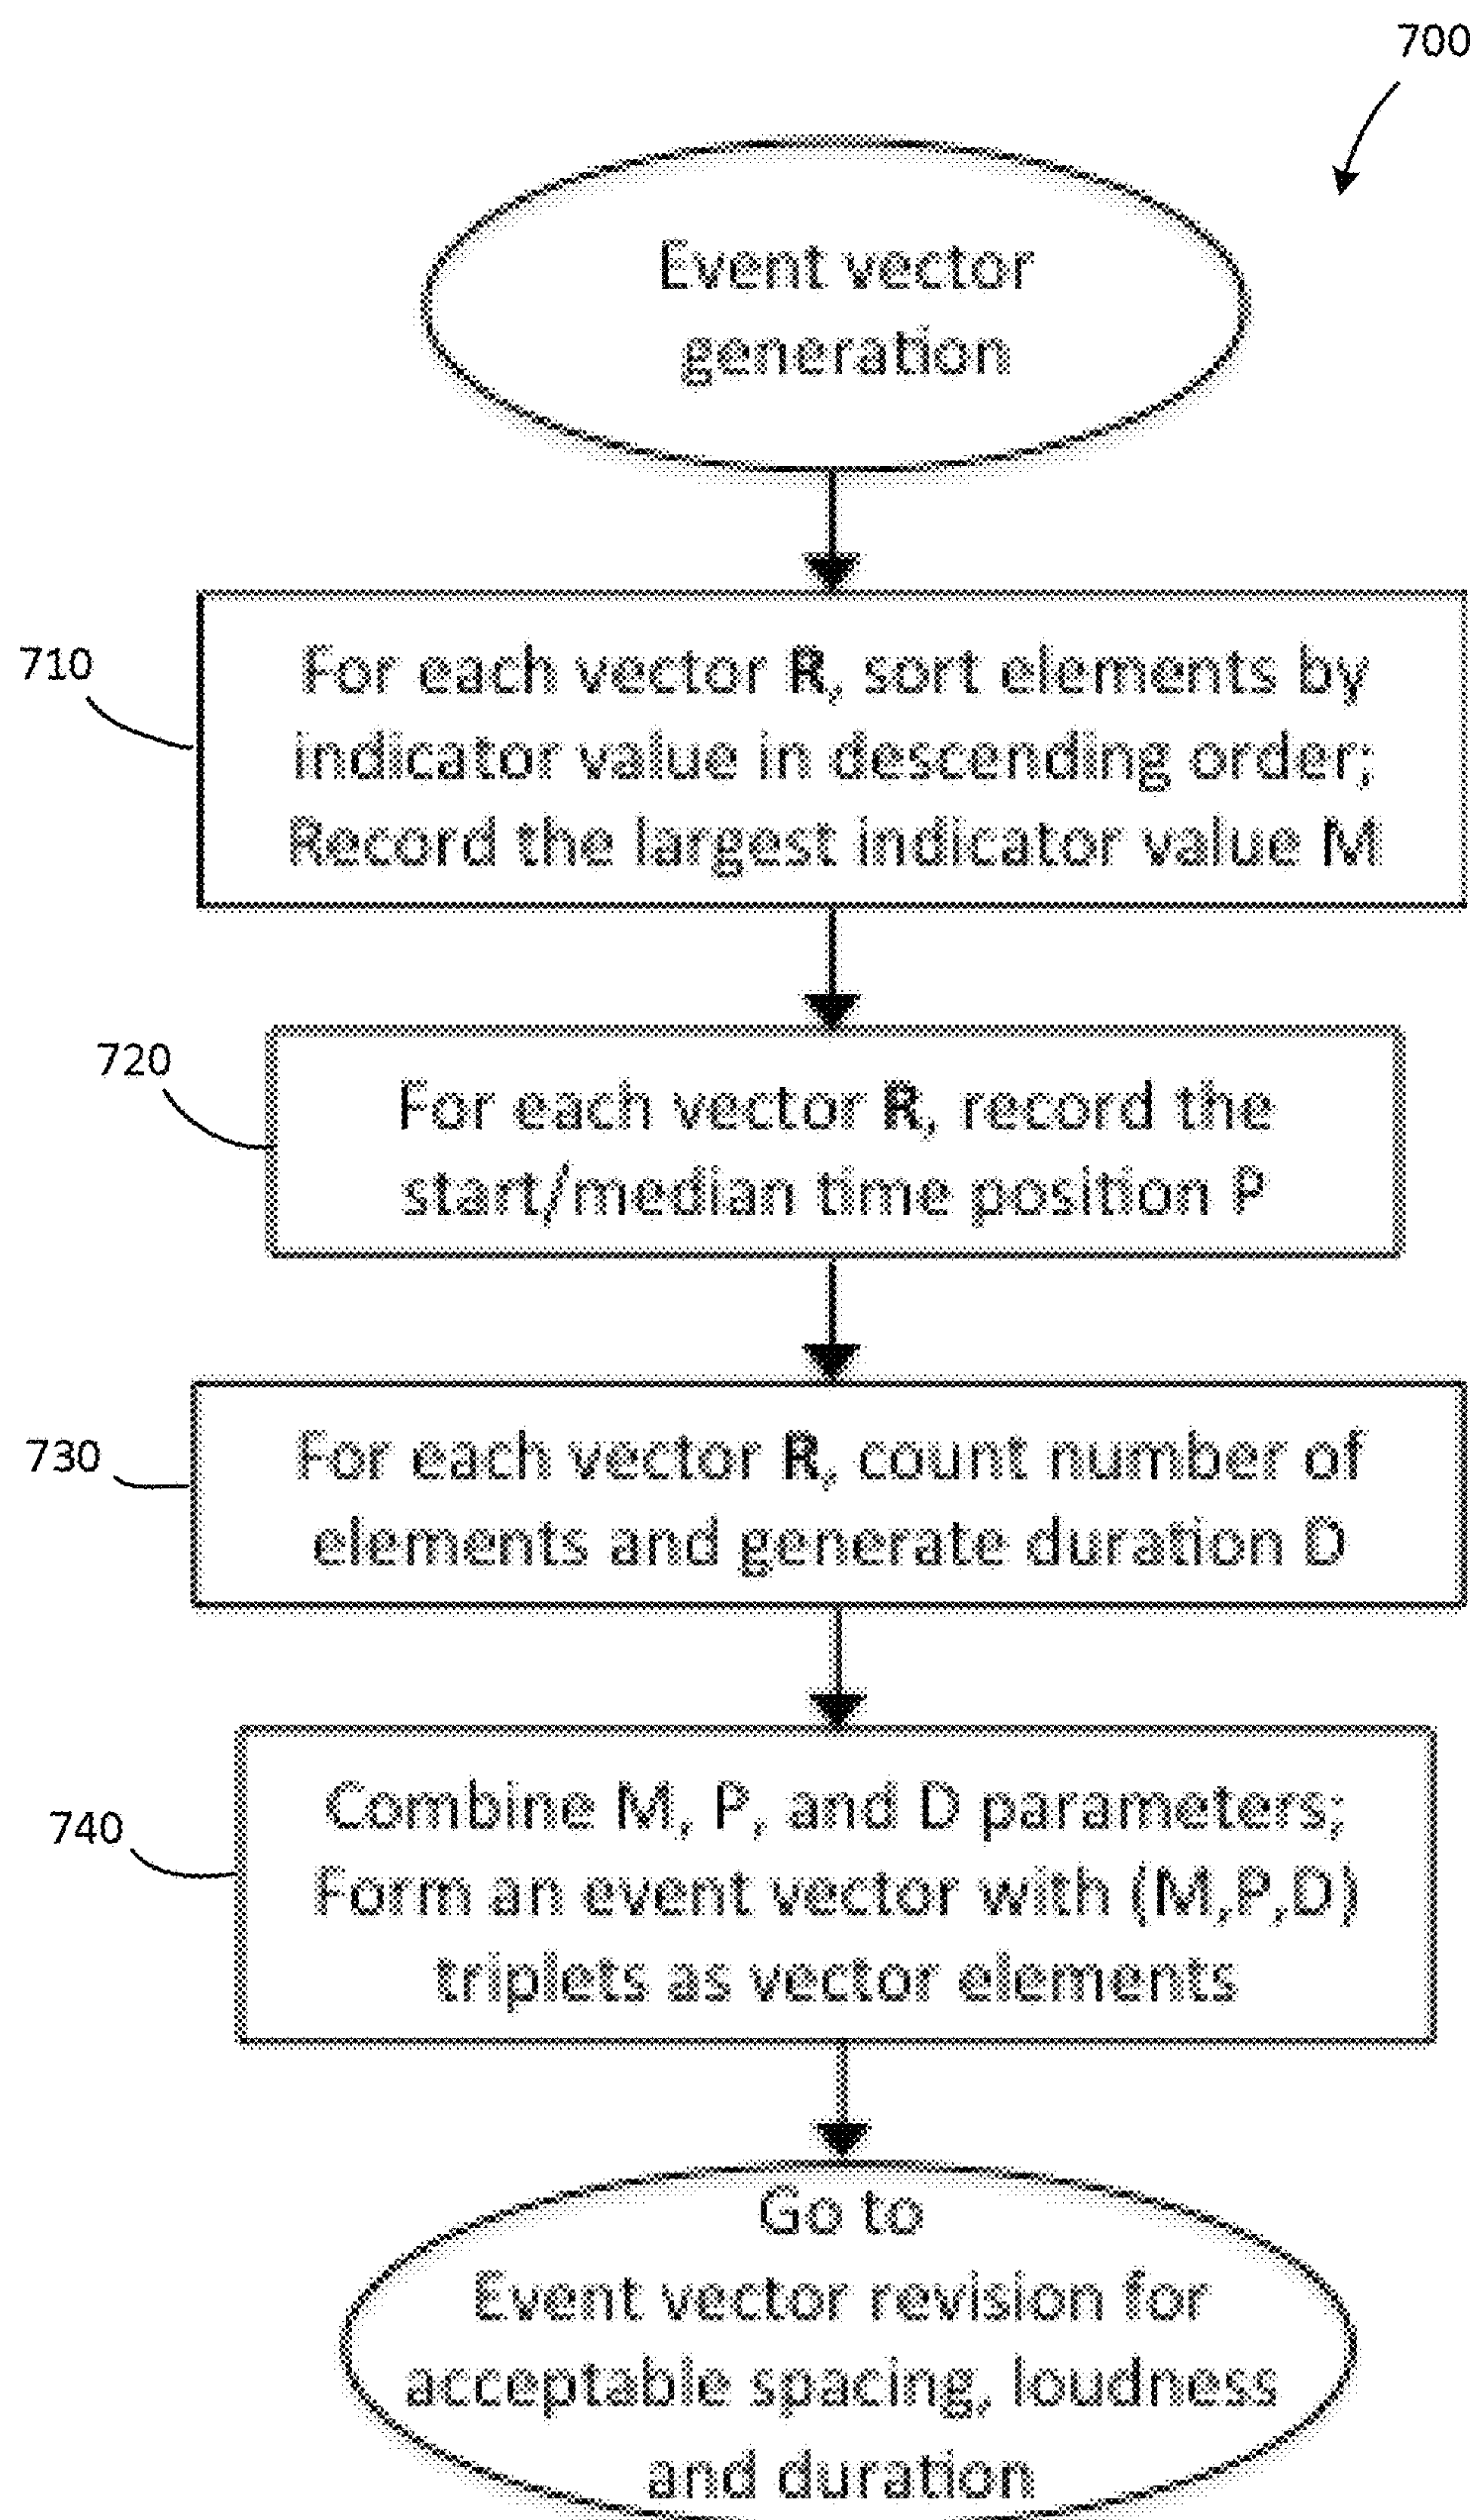 700
Event vector
generation
710
For each vector R, sort elements by
indicator value in descending order;
Record the largest indicator value M
720
For each vector R, record the
start/median time position P
730
For each vector R, count number of
elements and generate duration D
740
Combine M, P, and D parameters;
Form an event vector with (M,P,D)
triplets as vector elements
Go to
Event vector revision for
acceptable spacing, loudness
and duration